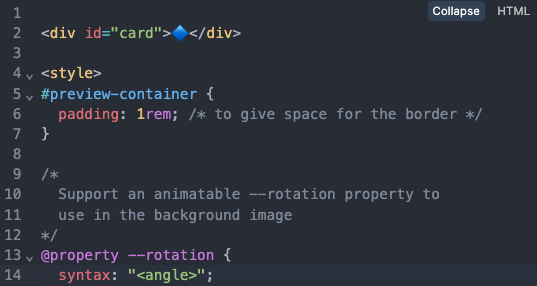 Collapse HTML
1
2 <div id="card">🔷</div>
3
4 <style>
5 #preview-container {
6 padding: 1rem; /* to give space for the border */
7 }
8
9 /*
10 Support an animatable --rotation property to
11 use in the background image
12 */
13 @property --rotation {
14 syntax: "<angle>";